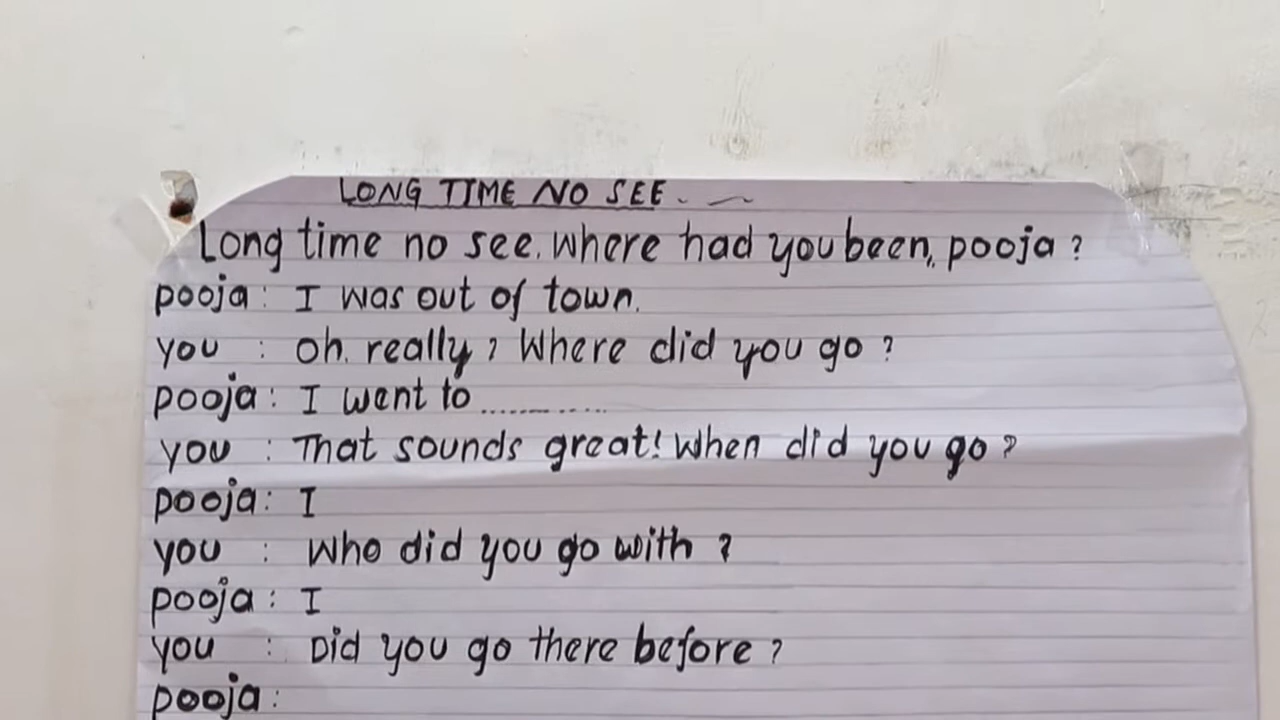 LONG TIME NO SEE.
Long time no see. Where had you been, pooja?
pooja: I was out of town.
you : Oh. really? Where did you go?
pooja: I went to ............
you : That sounds great! When did you go?
pooja: I
you : Who did you go with?
pooja: I
you : Did you go there before?
pooja: